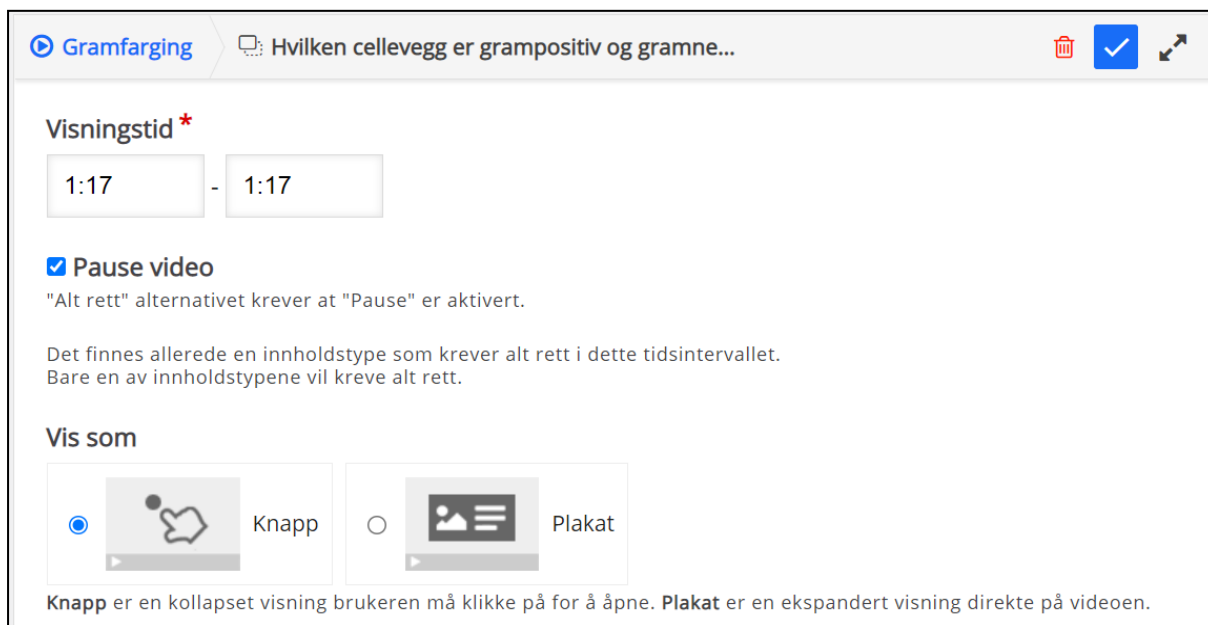 Gramfarging Hvilken cellevegg er grampositiv og gramne...
Visningstid *
1:17 - 1:17
Pause video
"Alt rett" alternativet krever at "Pause" er aktivert.
Det finnes allerede en innholdstype som krever alt rett i dette tidsintervallet.
Bare en av innholdstypene vil kreve alt rett.
Vis som
Knapp Plakat
Knapp er en kollapset visning brukeren må klikke på for å åpne. Plakat er en ekspandert visning direkte på videoen.